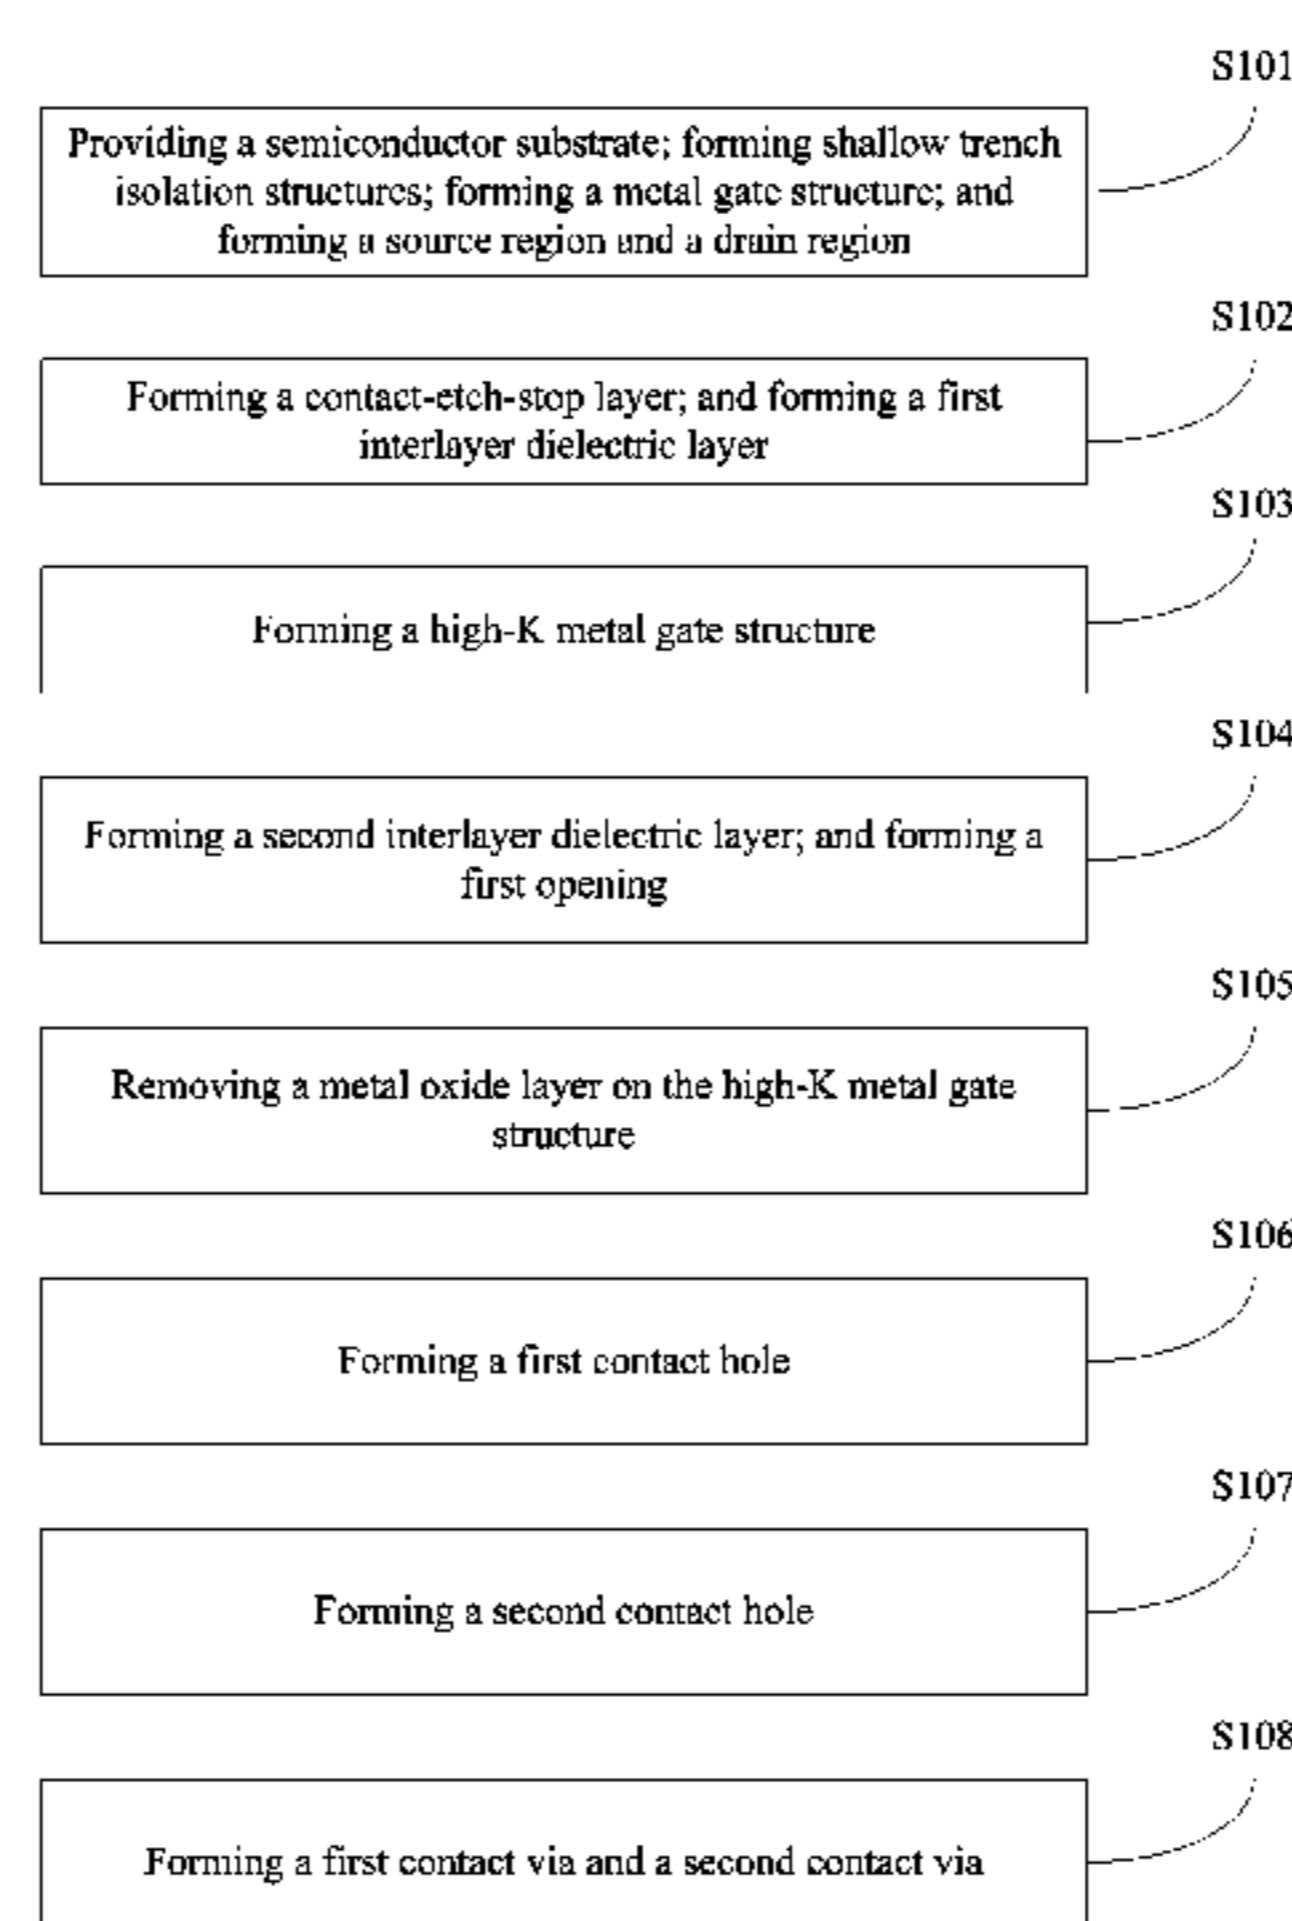 S101
Providing a semiconductor substrate; forming shallow trench
isolation structures; forming a metal gate structure; and
forming a source region and a drain region
S102
Forming a contact-etch-stop layer; and forming a first
interlayer dielectric layer
S103
Forming a high-K metal gate structure
S104
Forming a second interlayer dielectric layer; and forming a
first opening
S105
Removing a metal oxide layer on the high-K metal gate
structure
S106
Forming a first contact hole
S107
Forming a second contact hole
S108
Forming a first contact via and a second contact via